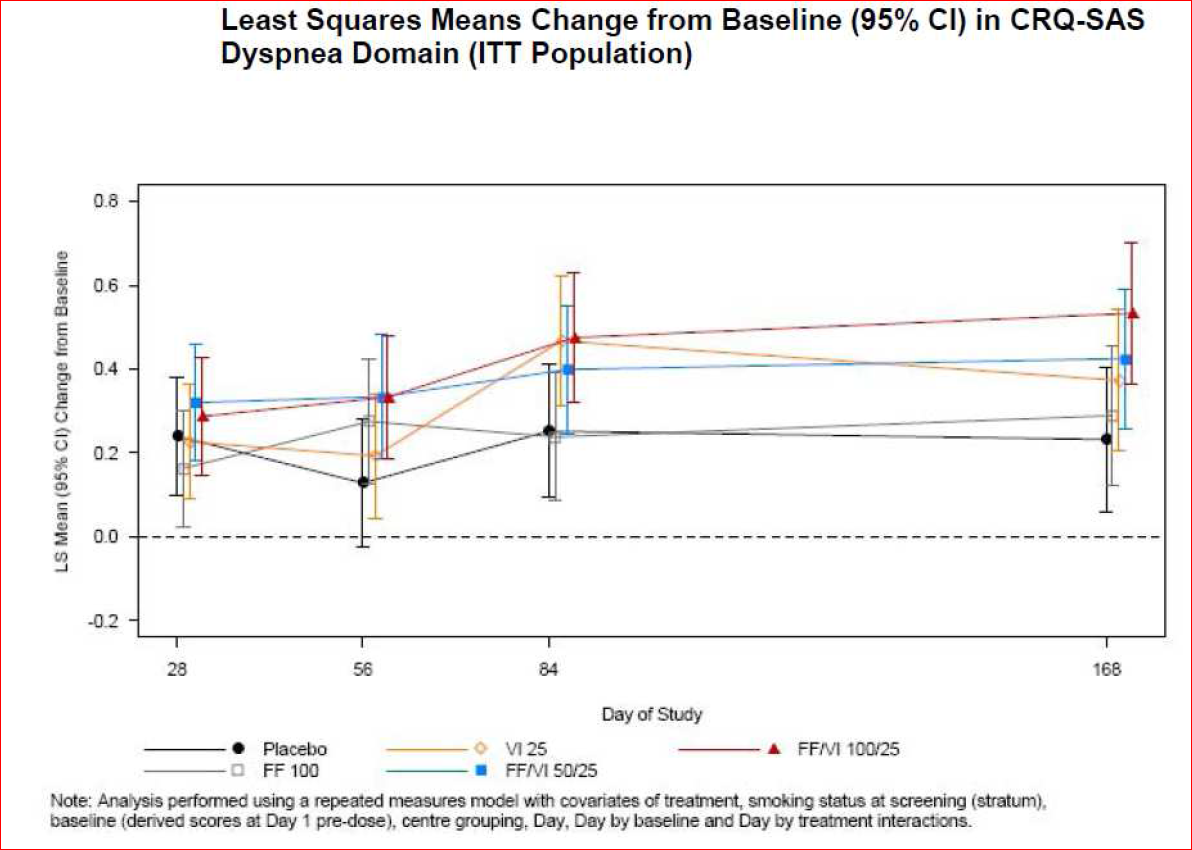 Least Squares Means Change from Baseline (95% CI) in CRQ-SAS
Dyspnea Domain (ITT Population)
LS Mean (95% CI) Change from Baseline
0.8
0.6
0.4
0.2
0.0
-0.2
28
56
84
168
Day of Study
Placebo
VI 25
FF/VI 100/25
FF 100
FF/VI 50/25
Note: Analysis performed using a repeated measures model with covariates of treatment, smoking status at screening (stratum),
baseline (derived scores at Day 1 pre-dose), centre grouping, Day, Day by baseline and Day by treatment interactions.